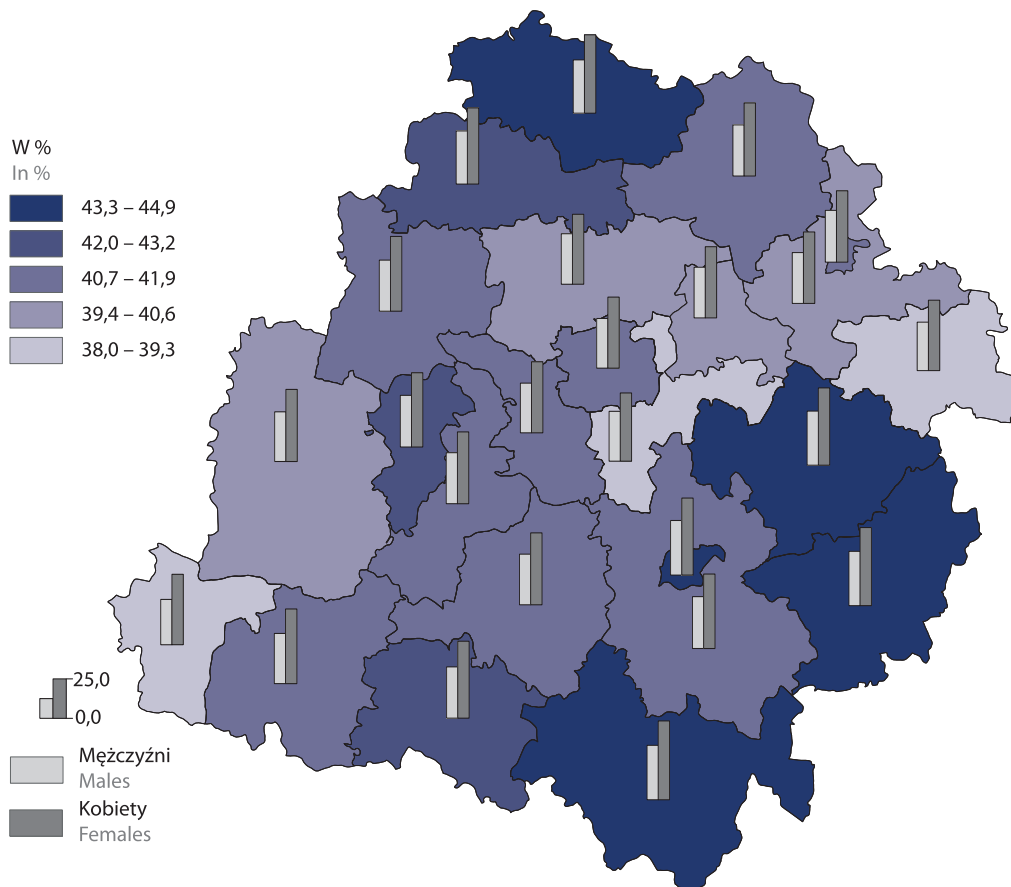 W %
In %
43,3 – 44,9
42,0 – 43,2
40,7 – 41,9
39,4 – 40,6
38,0 – 39,3
25,0
0,0
Mężczyźni
Males
Kobiety
Females